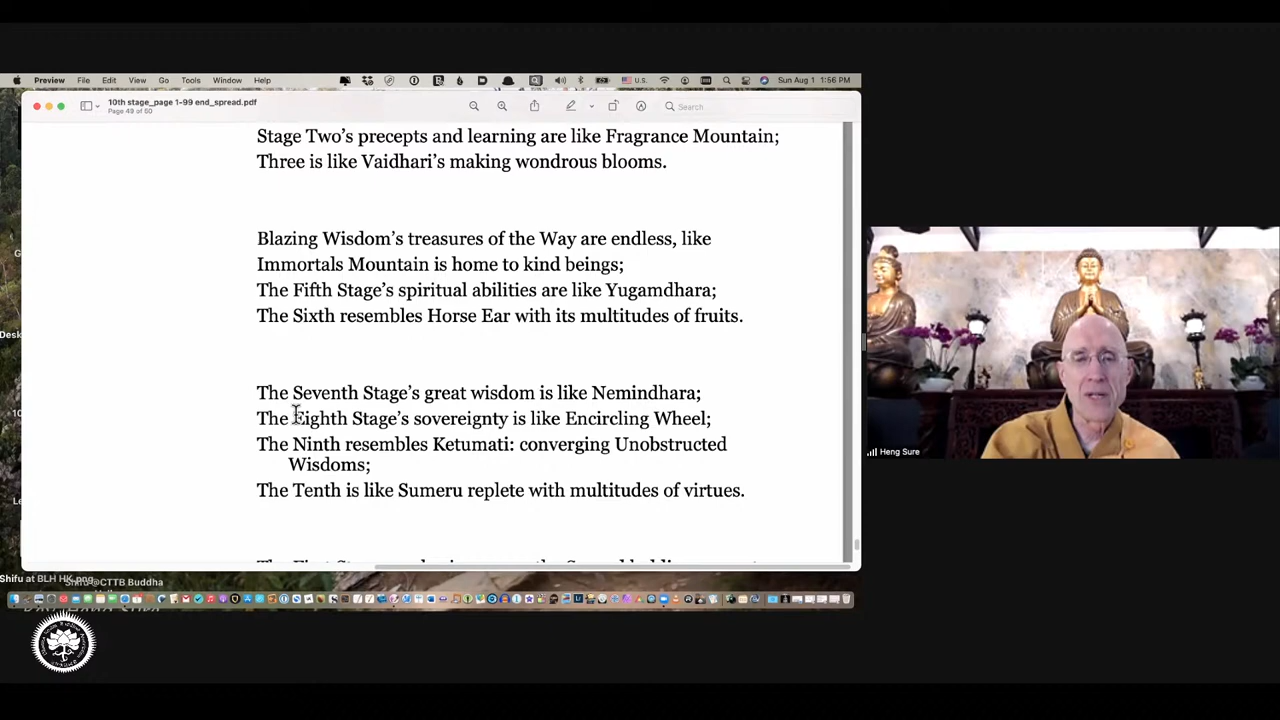 Preview File Edit View Go Tools Window Help
U.S.
Sun Aug 1 1:56 PM
10th stage_page 1-99 end_spread.pdf
Page 49 of 50
Search
Stage Two's precepts and learning are like Fragrance Mountain;
Three is like Vaidhari's making wondrous blooms.
Blazing Wisdom's treasures of the Way are endless, like
Immortals Mountain is home to kind beings;
The Fifth Stage's spiritual abilities are like Yugamdhara;
The Sixth resembles Horse Ear with its multitudes of fruits.
The Seventh Stage's great wisdom is like Nemindhara;
The Eighth Stage's sovereignty is like Encircling Wheel;
The Ninth resembles Ketumati: converging Unobstructed
Wisdoms;
The Tenth is like Sumeru replete with multitudes of virtues.
Desk
Le
Shifu at BLH HK.png
Shifu @CTTB Buddha
Heng Sure